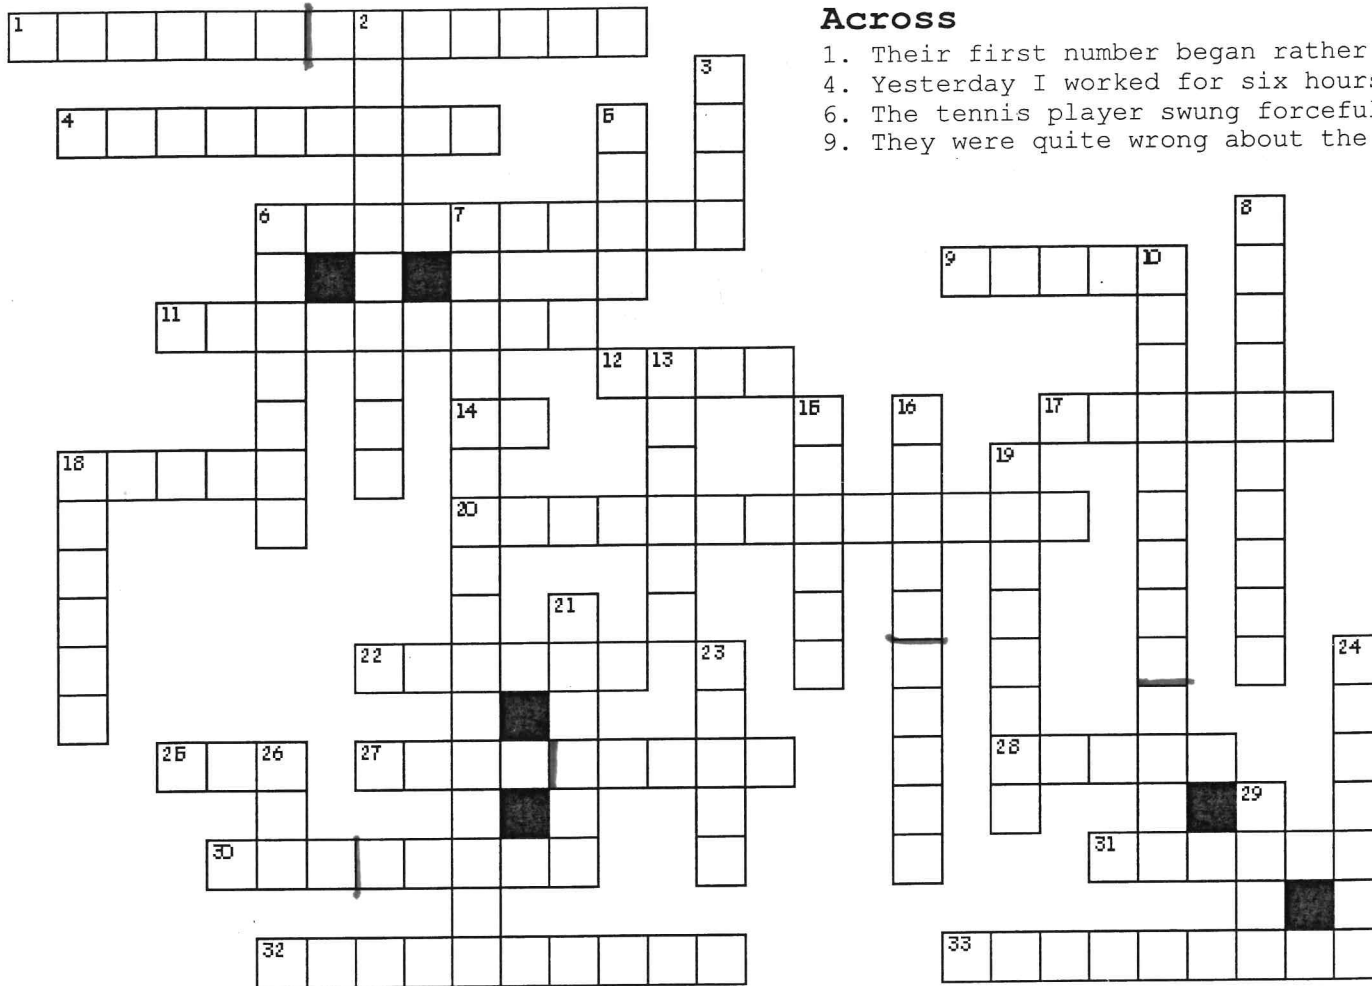 Across
1. Their first number began rather
4. Yesterday I worked for six hours
6. The tennis player swung forceful
9. They were quite wrong about the
1 2
3
4 5
6 7 8
9 10
11
12 13
14 15 16 17
18 19
20
21
22 23 24
25 26 27 28
29
30 31
32 33